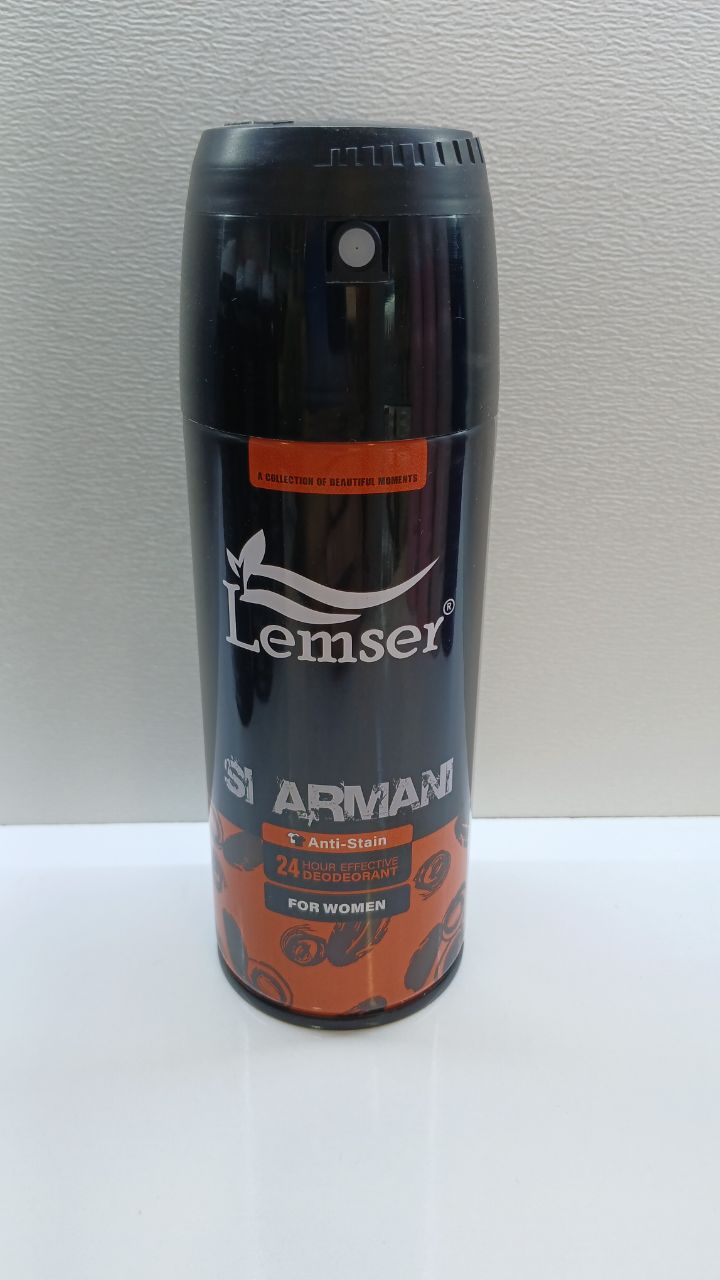 A COLLECTION OF BEAUTIFUL MOMENTS
Lemser®
SI ARMANI
Anti-Stain
24 HOUR EFFECTIVE
DEODEORANT
FOR WOMEN